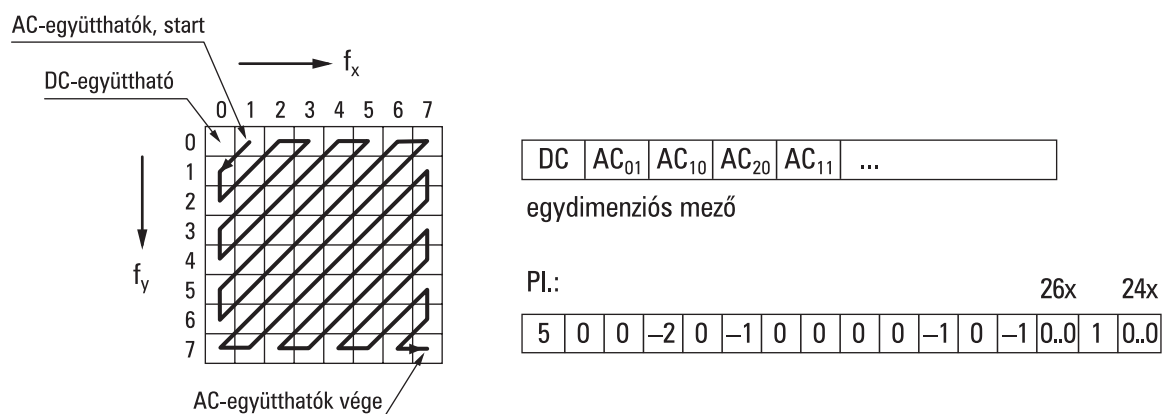 AC-együtthatók, start
fx
DC-együttható
0 1 2 3 4 5 6 7
0
1
2
3
4
5
6
7
fy
AC-együtthatók vége
DC AC01 AC10 AC20 AC11 ...
egydimenziós mező
Pl.:
26x 24x
5 0 0 –2 0 –1 0 0 0 0 –1 0 –1 0..0 1 0..0